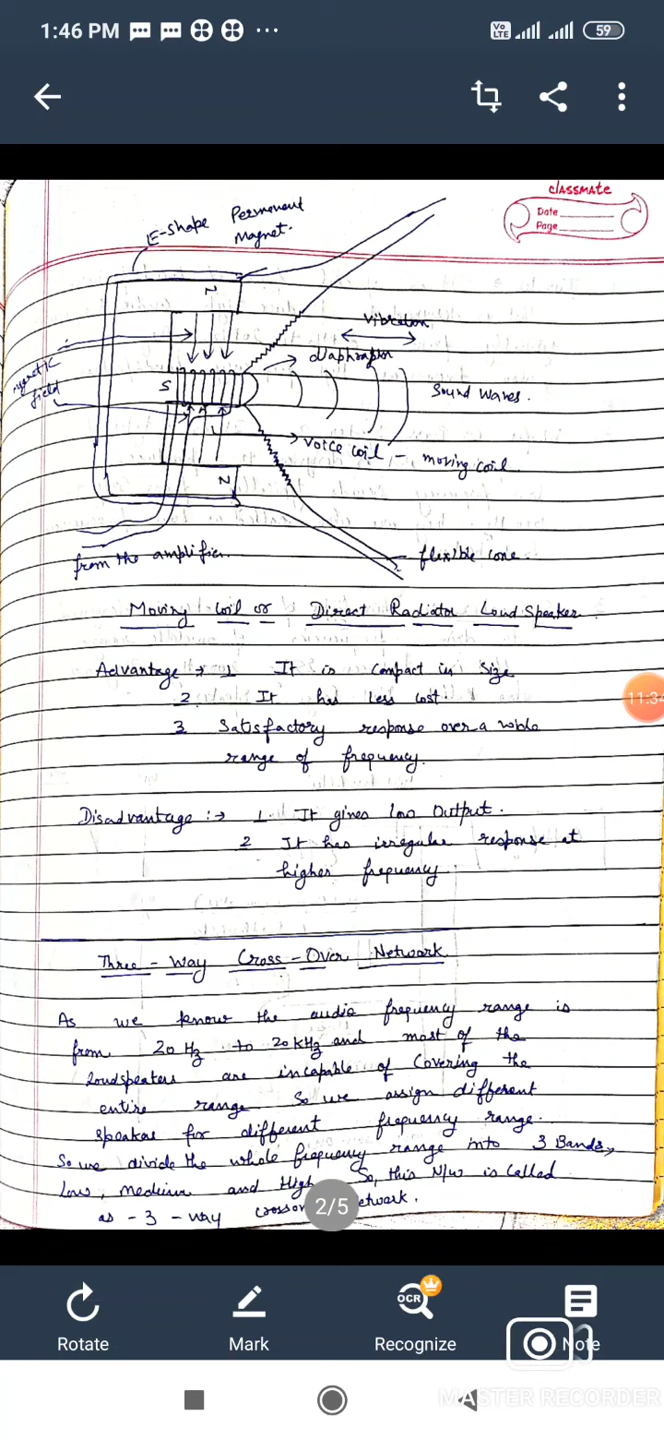 1:46 PM ...
Vo LTE 59
classmate
Date
Page
E-shape Permanent
Magnet.
N
Vibration
diaphragm
magnetic
field
S
Sound waves.
→ voice coil, - moving coil
N
from the amplifier.
flexible cone.
Moving Coil or Direct Radiator Loud Speaker
Advantage → 1 It is compact in size
2 It has less cost.
3 Satisfactory response over a wide
range of frequency.
11:34
Disadvantage :→ 1. It gives low output.
2 It has irregular response at
higher frequency.
Three - Way Cross - Over Network
As we know the audio frequency range is
from 20 Hz to 20 KHz and most of the
loudspeakers are incapable of Covering the
entire range so we assign different
speakers for different frequency range.
So we divide the whole frequency range into 3 Bands,
Low, medium and High So, this N/w is called
as - 3 - way etwork.
2/5
Rotate Mark OCR Recognize Note
MASTER RECORDER